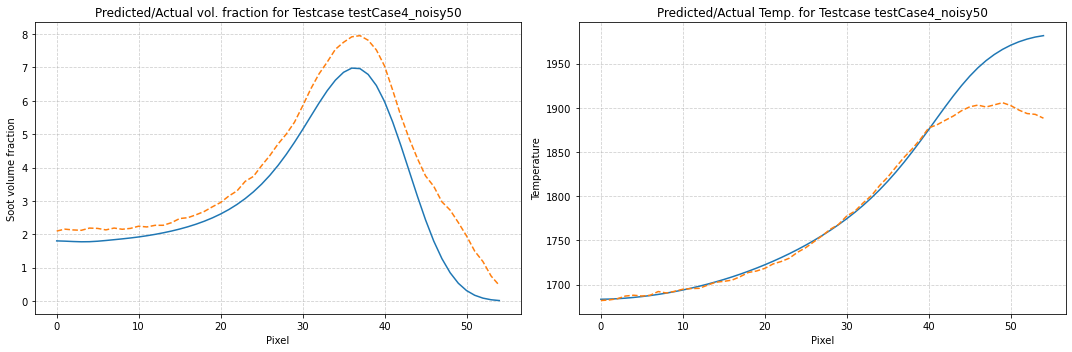 Predicted/Actual vol. fraction for Testcase testCase4_noisy50
Soot volume fraction
8
7
6
5
4
3
2
1
0
0 10 20 30 40 50
Pixel
Predicted/Actual Temp. for Testcase testCase4_noisy50
Temperature
1950
1900
1850
1800
1750
1700
0 10 20 30 40 50
Pixel